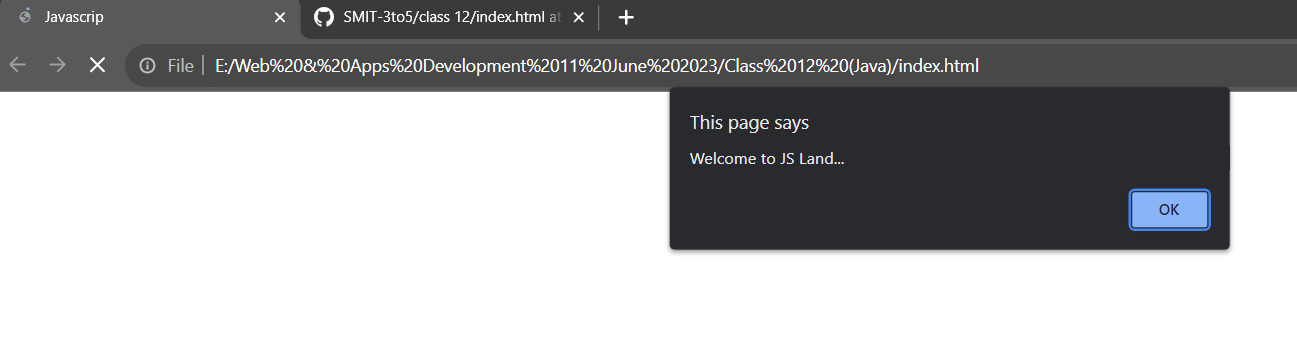 Javascrip
SMIT-3to5/class 12/index.html at
File
E:/Web%20&%20Apps%20Development%2011%20June%202023/Class%2012%20(Java)/index.html
This page says
Welcome to JS Land...
OK